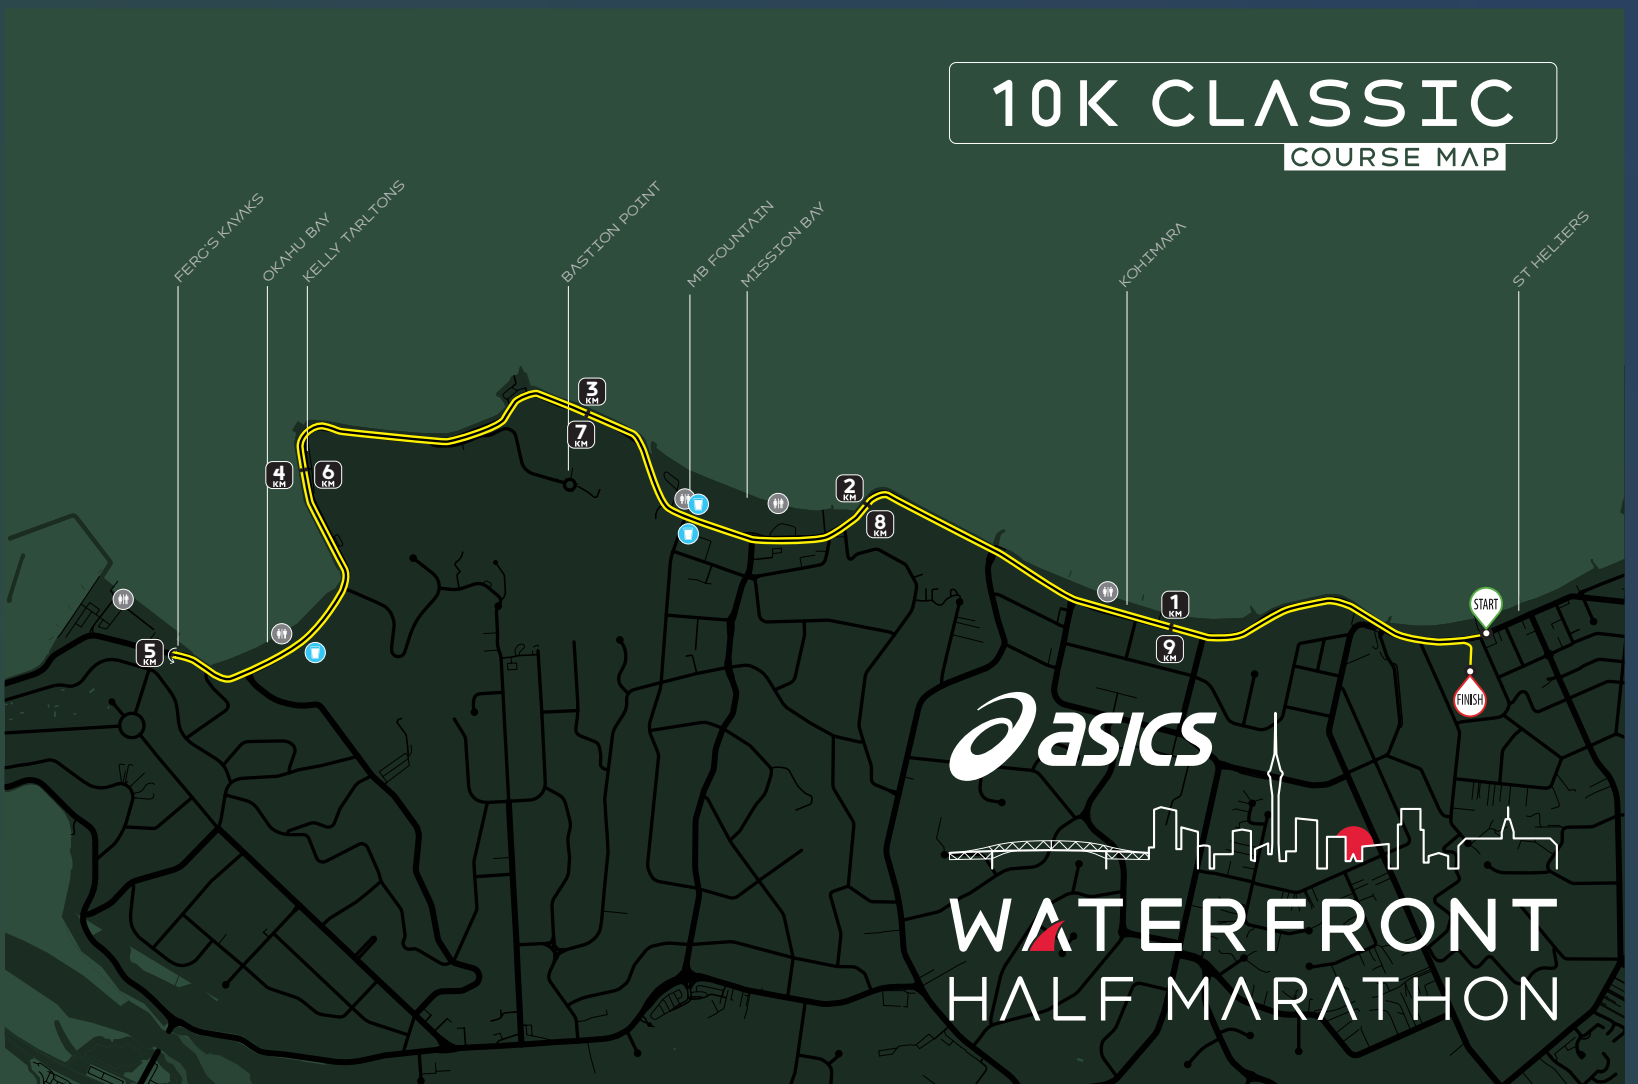 10K CLASSIC
COURSE MAP
FERG'S KAYAKS
OKAHU BAY
KELLY TARLTONS
BASTION POINT
MB FOUNTAIN
MISSION BAY
KOHIMARA
ST HELIERS
3
KM
7
KM
4
KM
6
KM
2
KM
8
KM
1
KM
9
KM
5
KM
START
FINISH
asics
WATERFRONT
HALF MARATHON